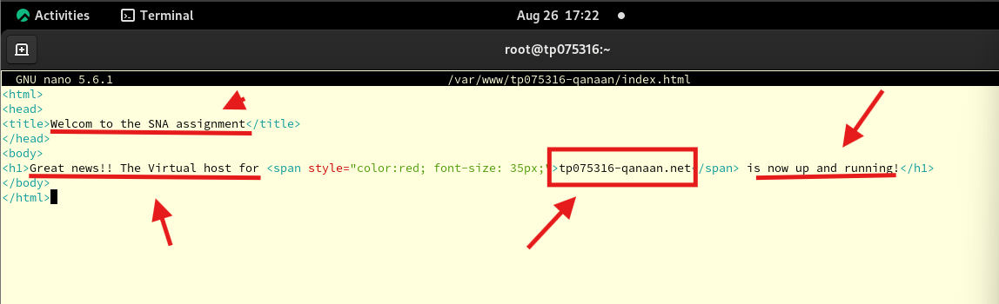 Activities Terminal Aug 26 17:22
root@tp075316:~
GNU nano 5.6.1 /var/www/tp075316-qanaan/index.html
<html>
<head>
<title>Welcom to the SNA assignment</title>
</head>
<body>
<h1>Great news!! The Virtual host for <span style="color:red; font-size: 35px;">tp075316-qanaan.net</span> is now up and running!</h1>
</body>
</html>